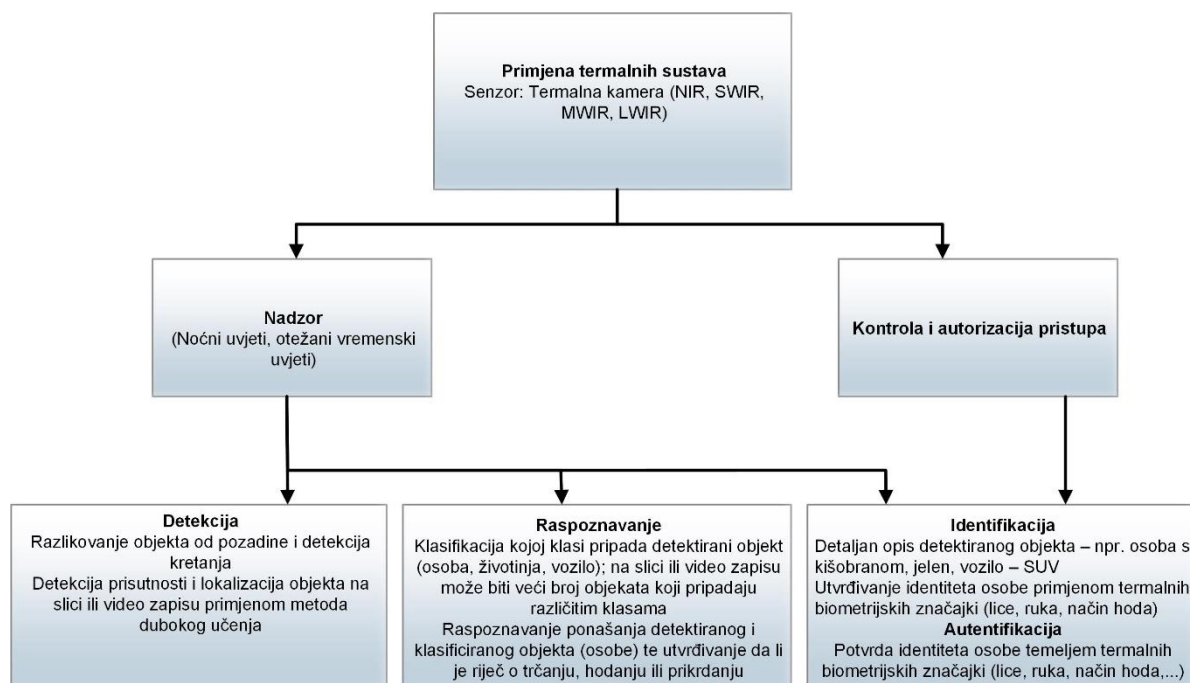 Primjena termalnih sustava
Senzor: Termalna kamera (NIR, SWIR,
MWIR, LWIR)
Nadzor
(Noćni uvjeti, otežani vremenski
uvjeti)
Kontrola i autorizacija pristupa
Detekcija
Razlikovanje objekta od pozadine i detekcija
kretanja
Detekcija prisutnosti i lokalizacija objekta na
slici ili video zapisu primjenom metoda
dubokog učenja
Raspoznavanje
Klasifikacija kojoj klasi pripada detektirani objekt
(osoba, životinja, vozilo); na slici ili video zapisu
može biti veći broj objekata koji pripadaju
različitim klasama
Raspoznavanje ponašanja detektiranog i
klasificiranog objekta (osobe) te utvrđivanje da li
je riječ o trčanju, hodanju ili prikrdanju
Identifikacija
Detaljan opis detektiranog objekta – npr. osoba s
kišobranom, jelen, vozilo – SUV
Utvrđivanje identiteta osobe primjenom termalnih
biometrijskih značajki (lice, ruka, način hoda)
Autentifikacija
Potvrda identiteta osobe temeljem termalnih
biometrijskih značajki (lice, ruka, način hoda,...)